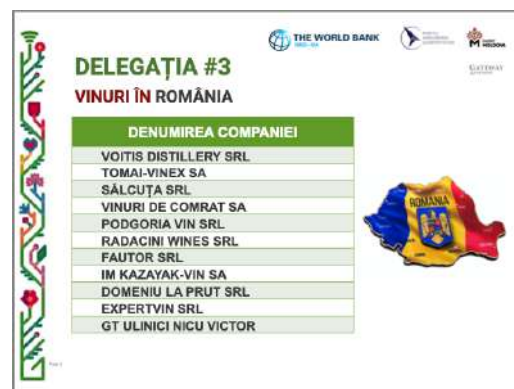 THE WORLD BANK
MOLDOVA
GATEWAY
DELEGAȚIA #3
VINURI ÎN ROMÂNIA
DENUMIREA COMPANIEI
VOITIS DISTILLERY SRL
TOMAI-VINEX SA
SĂLCUȚA SRL
VINURI DE COMRAT SA
PODGORIA VIN SRL
RADACINI WINES SRL
FAUTOR SRL
IM KAZAYAK-VIN SA
DOMENIU LA PRUT SRL
EXPERTVIN SRL
GT ULINICI NICU VICTOR
ROMANIA